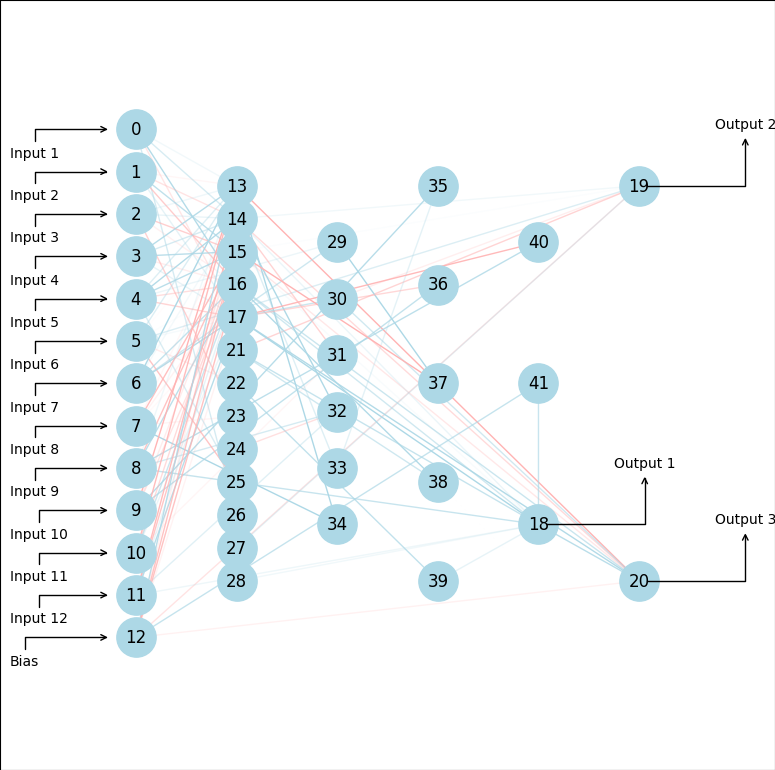 Output 2
0
Input 1
1
13
35
19
Input 2
2
14
Input 3
29
40
3
15
Input 4
16
36
4
30
Input 5
17
5
21
31
Input 6
6
22
37
41
Input 7
32
7
23
Input 8
24
Output 1
8
33
Input 9
25
38
9
26
34
18
Output 3
Input 10
10
27
Input 11
28
39
20
11
Input 12
12
Bias